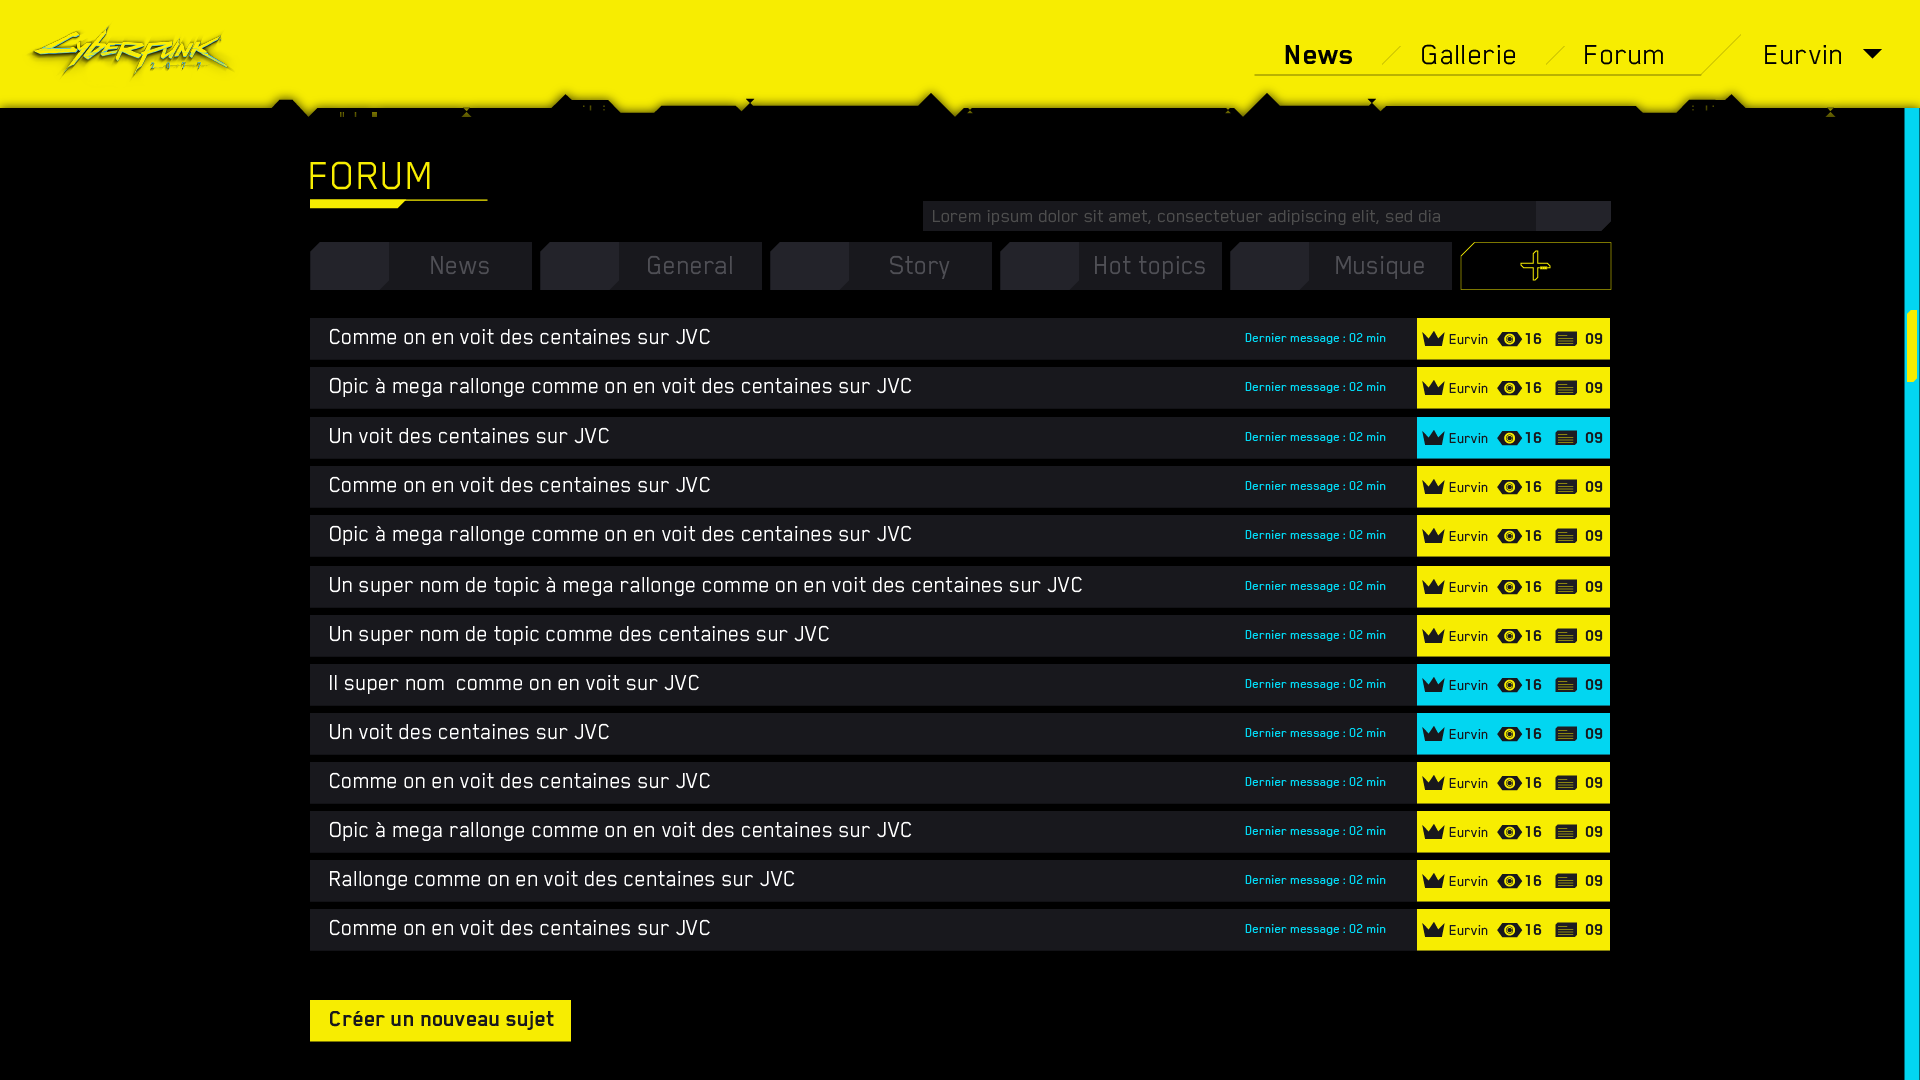 Cyberpunk
2077
News
Gallerie
Forum
Eurvin
FORUM
Lorem ipsum dolor sit amet, consectetuer adipiscing elit, sed dia
News
General
Story
Hot topics
Musique
Comme on en voit des centaines sur JVC Dernier message : 02 min Eurvin 16 09
Opic à mega rallonge comme on en voit des centaines sur JVC Dernier message : 02 min Eurvin 16 09
Un voit des centaines sur JVC Dernier message : 02 min Eurvin 16 09
Comme on en voit des centaines sur JVC Dernier message : 02 min Eurvin 16 09
Opic à mega rallonge comme on en voit des centaines sur JVC Dernier message : 02 min Eurvin 16 09
Un super nom de topic à mega rallonge comme on en voit des centaines sur JVC Dernier message : 02 min Eurvin 16 09
Un super nom de topic comme des centaines sur JVC Dernier message : 02 min Eurvin 16 09
Il super nom  comme on en voit sur JVC Dernier message : 02 min Eurvin 16 09
Un voit des centaines sur JVC Dernier message : 02 min Eurvin 16 09
Comme on en voit des centaines sur JVC Dernier message : 02 min Eurvin 16 09
Opic à mega rallonge comme on en voit des centaines sur JVC Dernier message : 02 min Eurvin 16 09
Rallonge comme on en voit des centaines sur JVC Dernier message : 02 min Eurvin 16 09
Comme on en voit des centaines sur JVC Dernier message : 02 min Eurvin 16 09
Créer un nouveau sujet